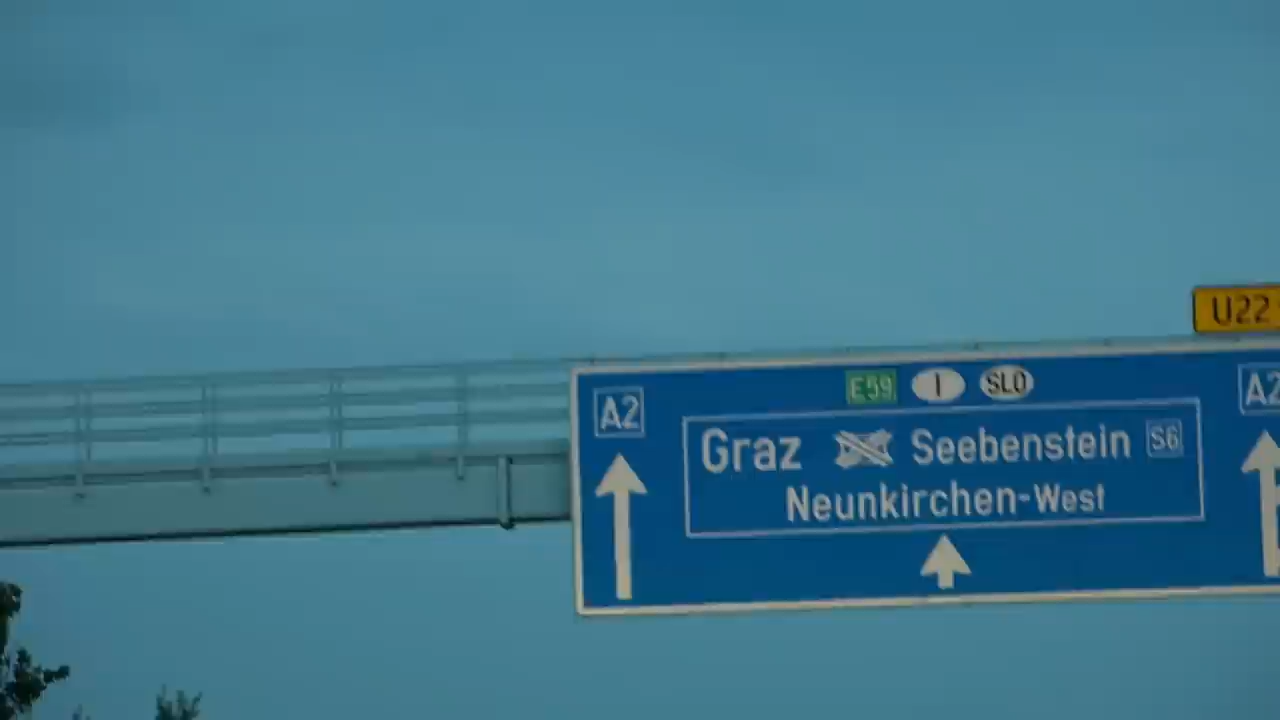 U22
E59 I SLO
A2
A2
Graz Seebenstein S6
Neunkirchen-West